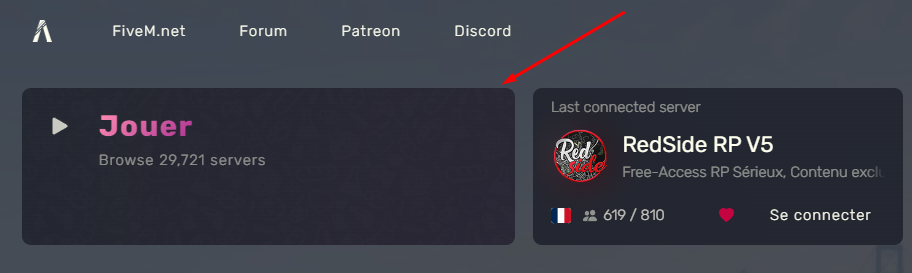 FiveM.net Forum Patreon Discord
Jouer
Browse 29,721 servers
Last connected server
Red
Side
RedSide RP V5
Free-Access RP Sérieux, Contenu exclu
619 / 810
Se connecter